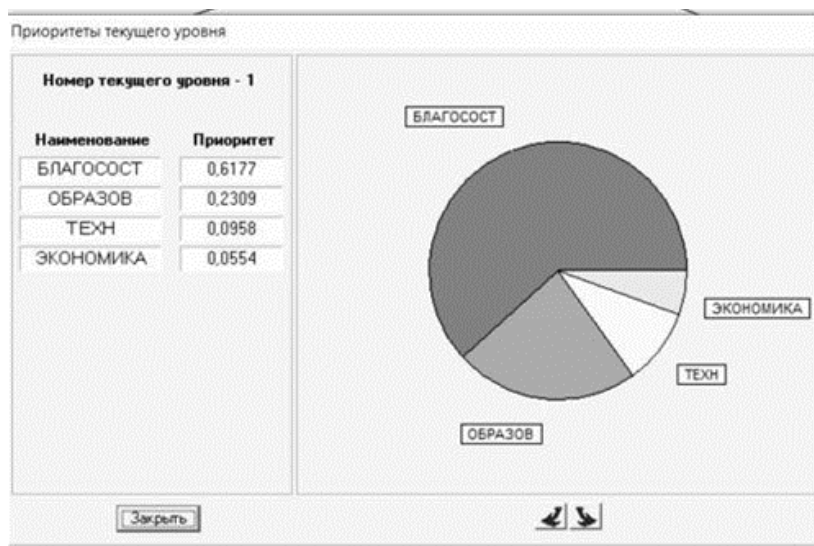 Приоритеты текущего уровня
Номер текущего уровня - 1
Наименование Приоритет
БЛАГОСОСТ 0,6177
ОБРАЗОВ 0,2309
ТЕХН 0,0958
ЭКОНОМИКА 0,0554
БЛАГОСОСТ
ЭКОНОМИКА
ТЕХН
ОБРАЗОВ
Закрыть